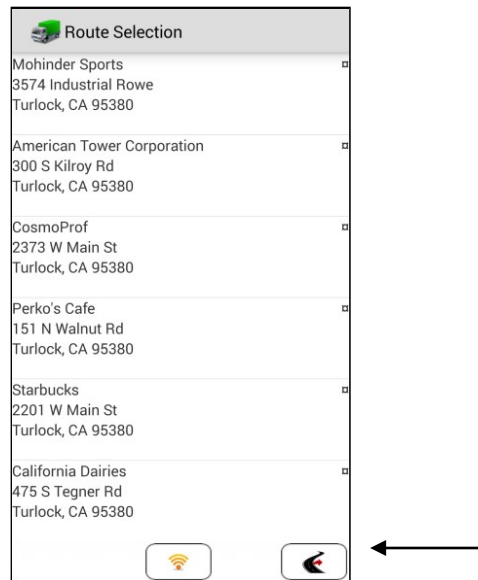 Route Selection
Mohinder Sports ¤
3574 Industrial Rowe
Turlock, CA 95380
American Tower Corporation ¤
300 S Kilroy Rd
Turlock, CA 95380
CosmoProf ¤
2373 W Main St
Turlock, CA 95380
Perko's Cafe ¤
151 N Walnut Rd
Turlock, CA 95380
Starbucks ¤
2201 W Main St
Turlock, CA 95380
California Dairies ¤
475 S Tegner Rd
Turlock, CA 95380